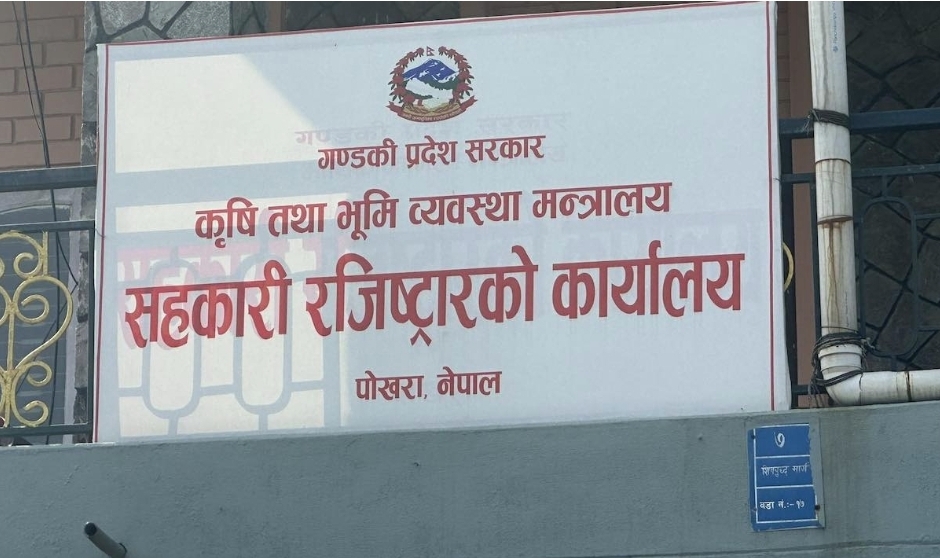 गण्डकी प्रदेश सरकार
कृषि तथा भूमि व्यवस्था मन्त्रालय
सहकारी रजिष्ट्रारको कार्यालय
पोखरा, नेपाल
७
मार्ग
वडा नं.:-१७